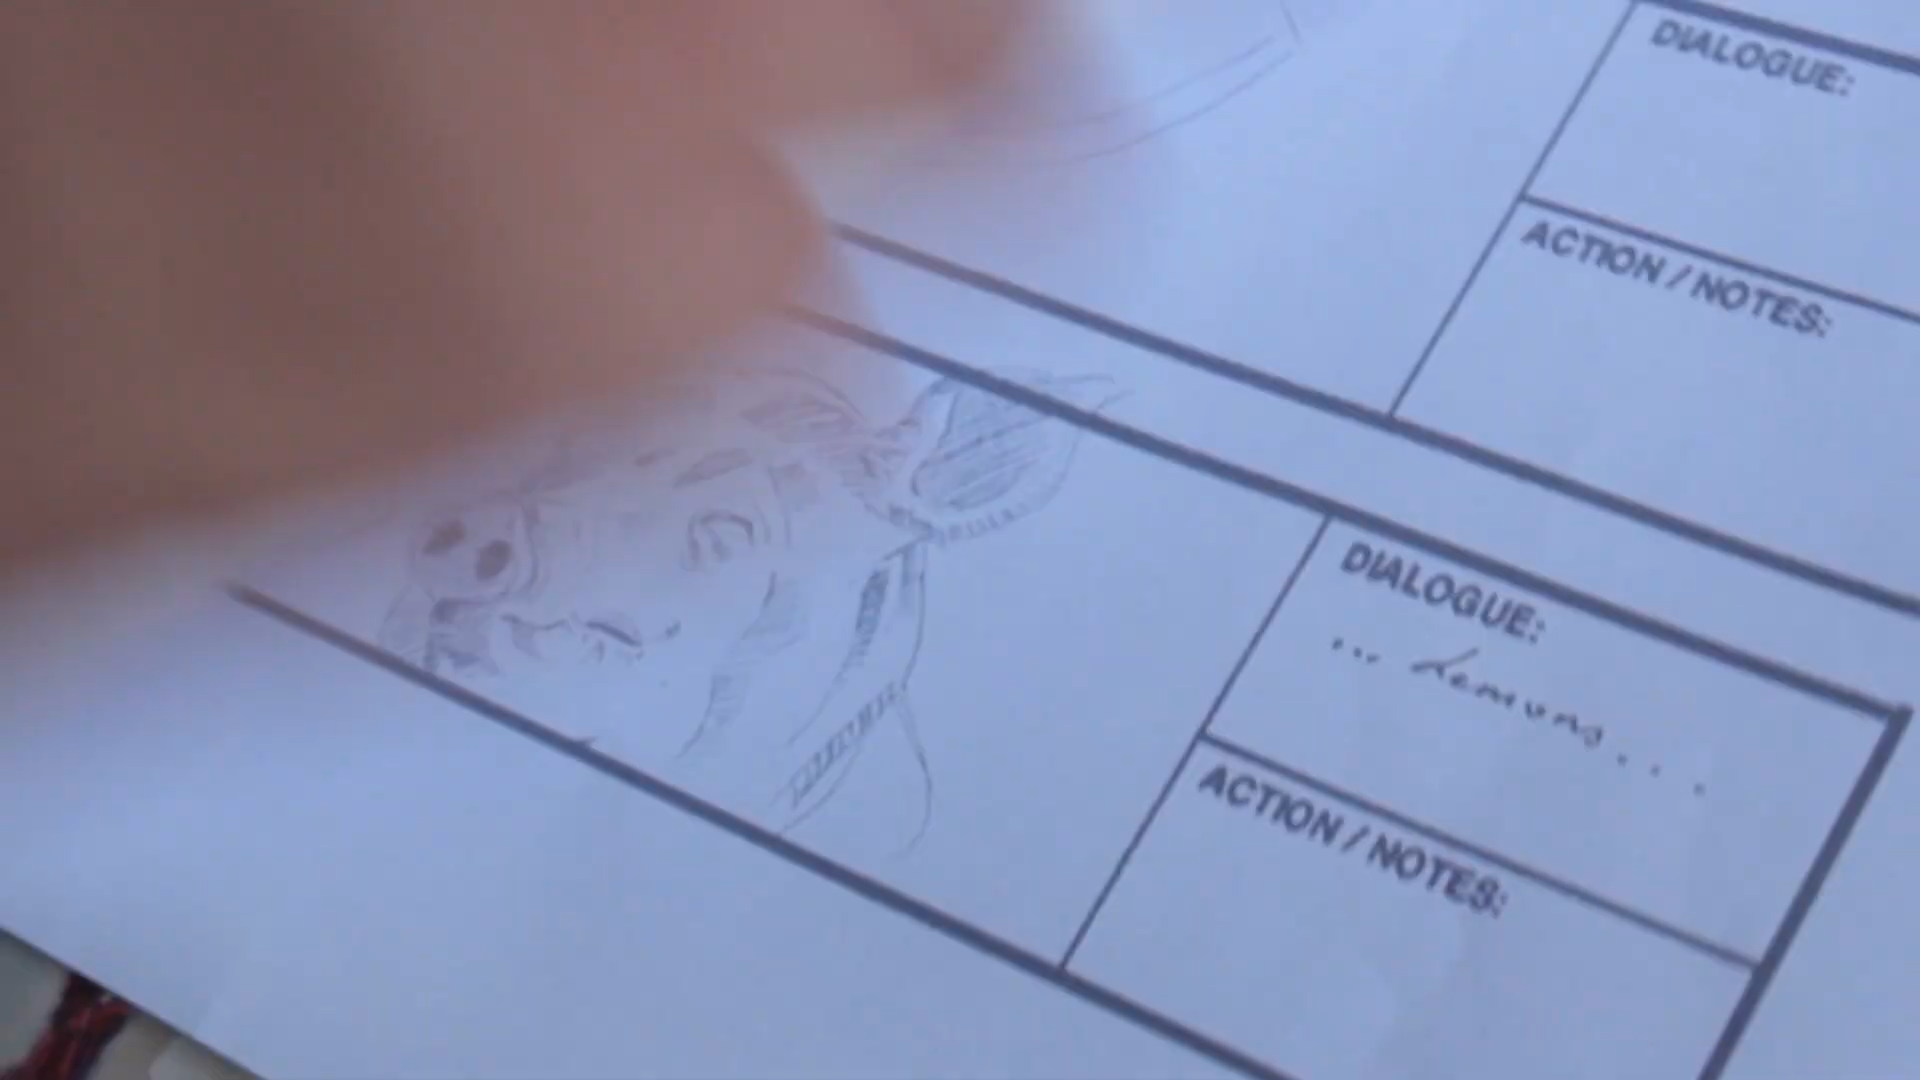 DIALOGUE:
ACTION / NOTES:
DIALOGUE:
... demons....
ACTION / NOTES: